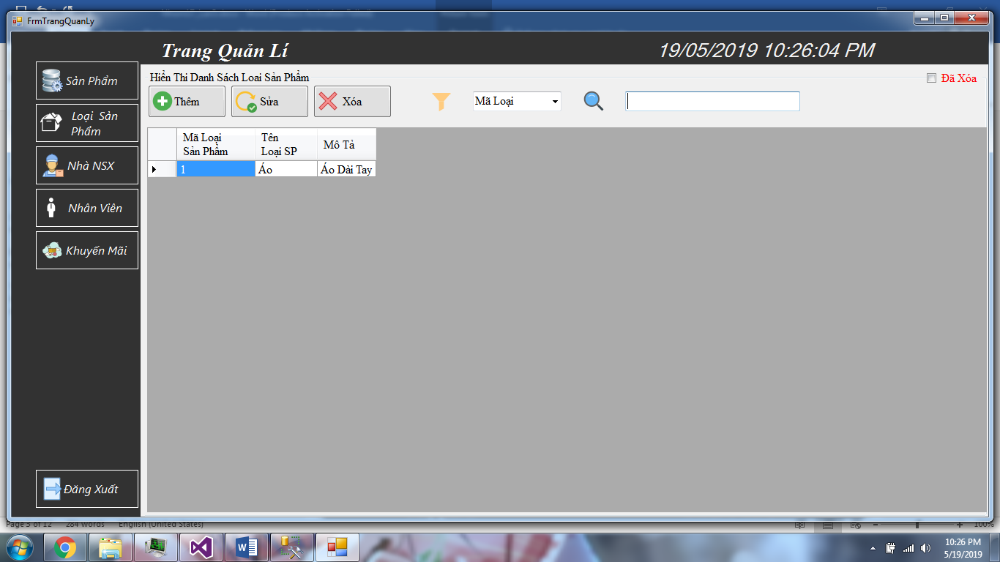 FrmTrangQuanLy
Trang Quản Lí
19/05/2019 10:26:04 PM
Sản Phẩm
Loại Sản
Phẩm
Nhà NSX
Nhân Viên
Khuyến Mãi
Đăng Xuất
Hiển Thị Danh Sách Loại Sản Phẩm
Đã Xóa
Thêm
Sửa
Xóa
Mã Loại
Mã Loại
Sản Phẩm
Tên
Loại SP
Mô Tả
1
Áo
Áo Dài Tay
Page 5 of 12
284 words
English (United States)
100%
10:26 PM
5/19/2019